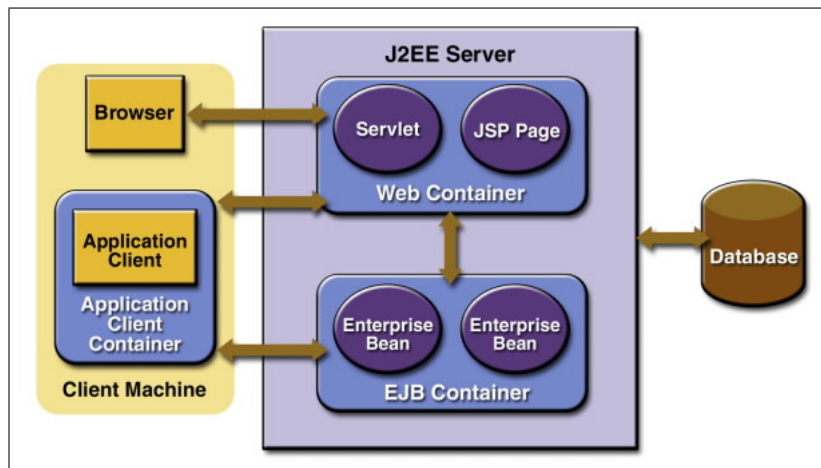 J2EE Server
Browser
Servlet
JSP Page
Web Container
Application
Client
Application
Client
Container
Client Machine
Enterprise
Bean
Enterprise
Bean
EJB Container
Database